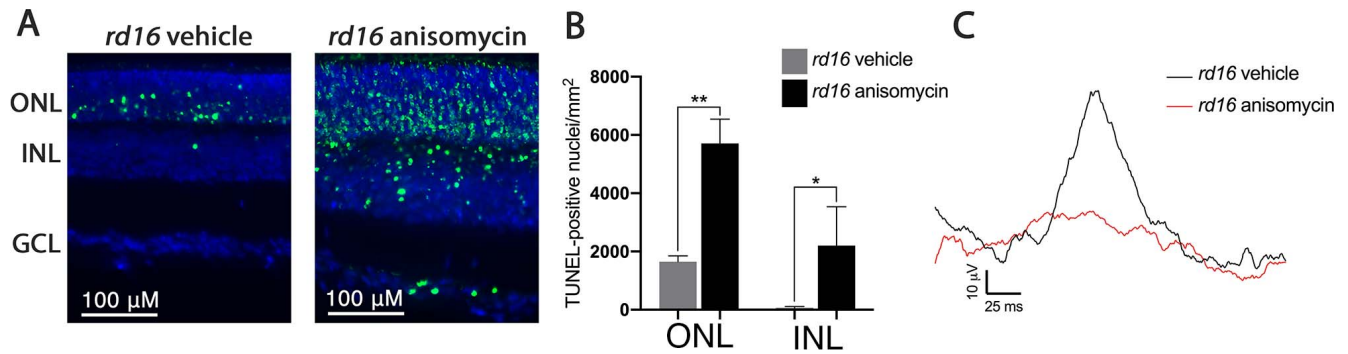 A
rd16 vehicle
rd16 anisomycin
ONL
INL
GCL
100 µM
100 µM
B
rd16 vehicle
rd16 anisomycin
TUNEL-positive nuclei/mm2
8000
6000
4000
2000
0
**
*
ONL
INL
C
rd16 vehicle
rd16 anisomycin
10 µV
25 ms